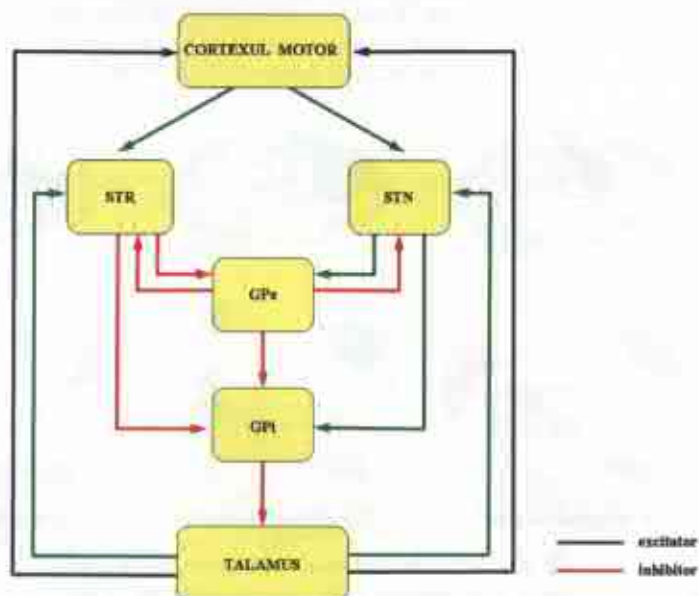 CORTEXUL MOTOR
STR
STN
GPe
GPi
TALAMUS
excitator
inhibitor